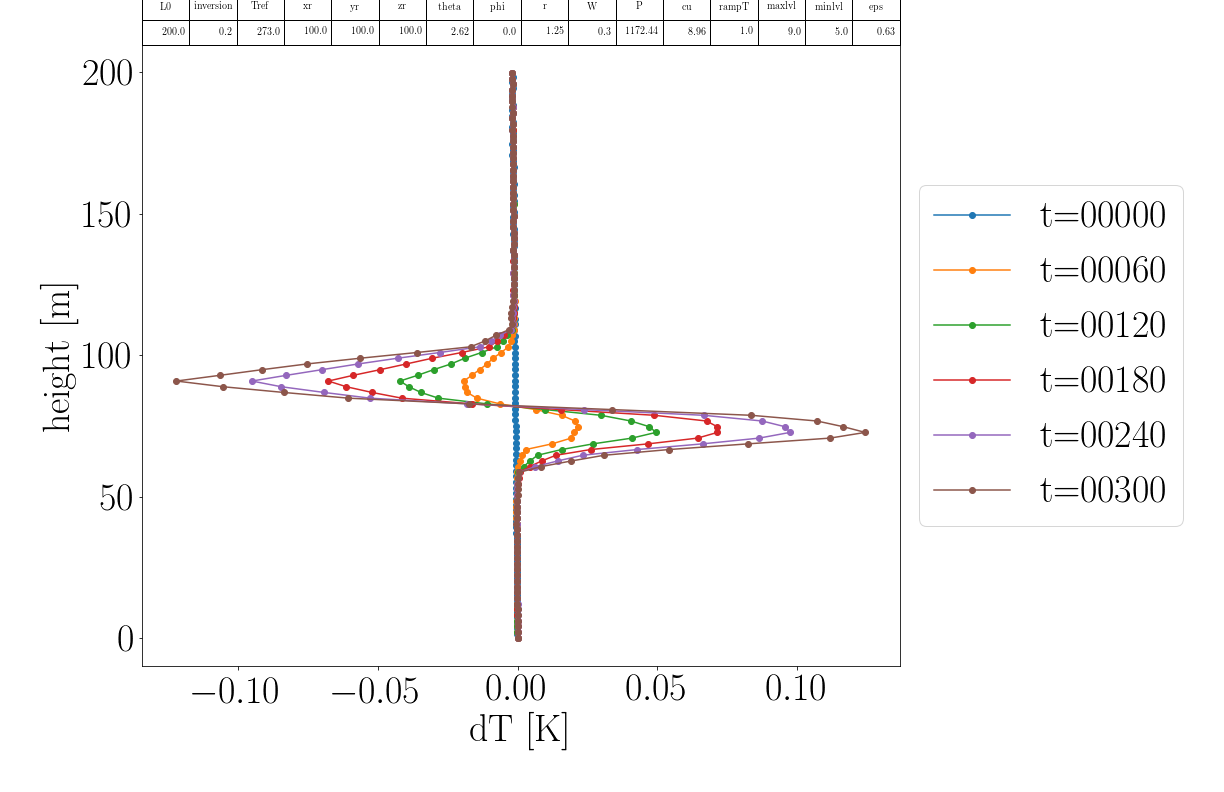 L0 inversion Tref xr yr zr theta phi r W P cu rampT maxlvl minlvl eps
200.0 0.2 273.0 100.0 100.0 100.0 2.62 0.0 1.25 0.3 1172.44 8.96 1.0 9.0 5.0 0.63
200
150
100
50
0
height [m]
−0.10 −0.05 0.00 0.05 0.10
dT [K]
t=00000
t=00060
t=00120
t=00180
t=00240
t=00300